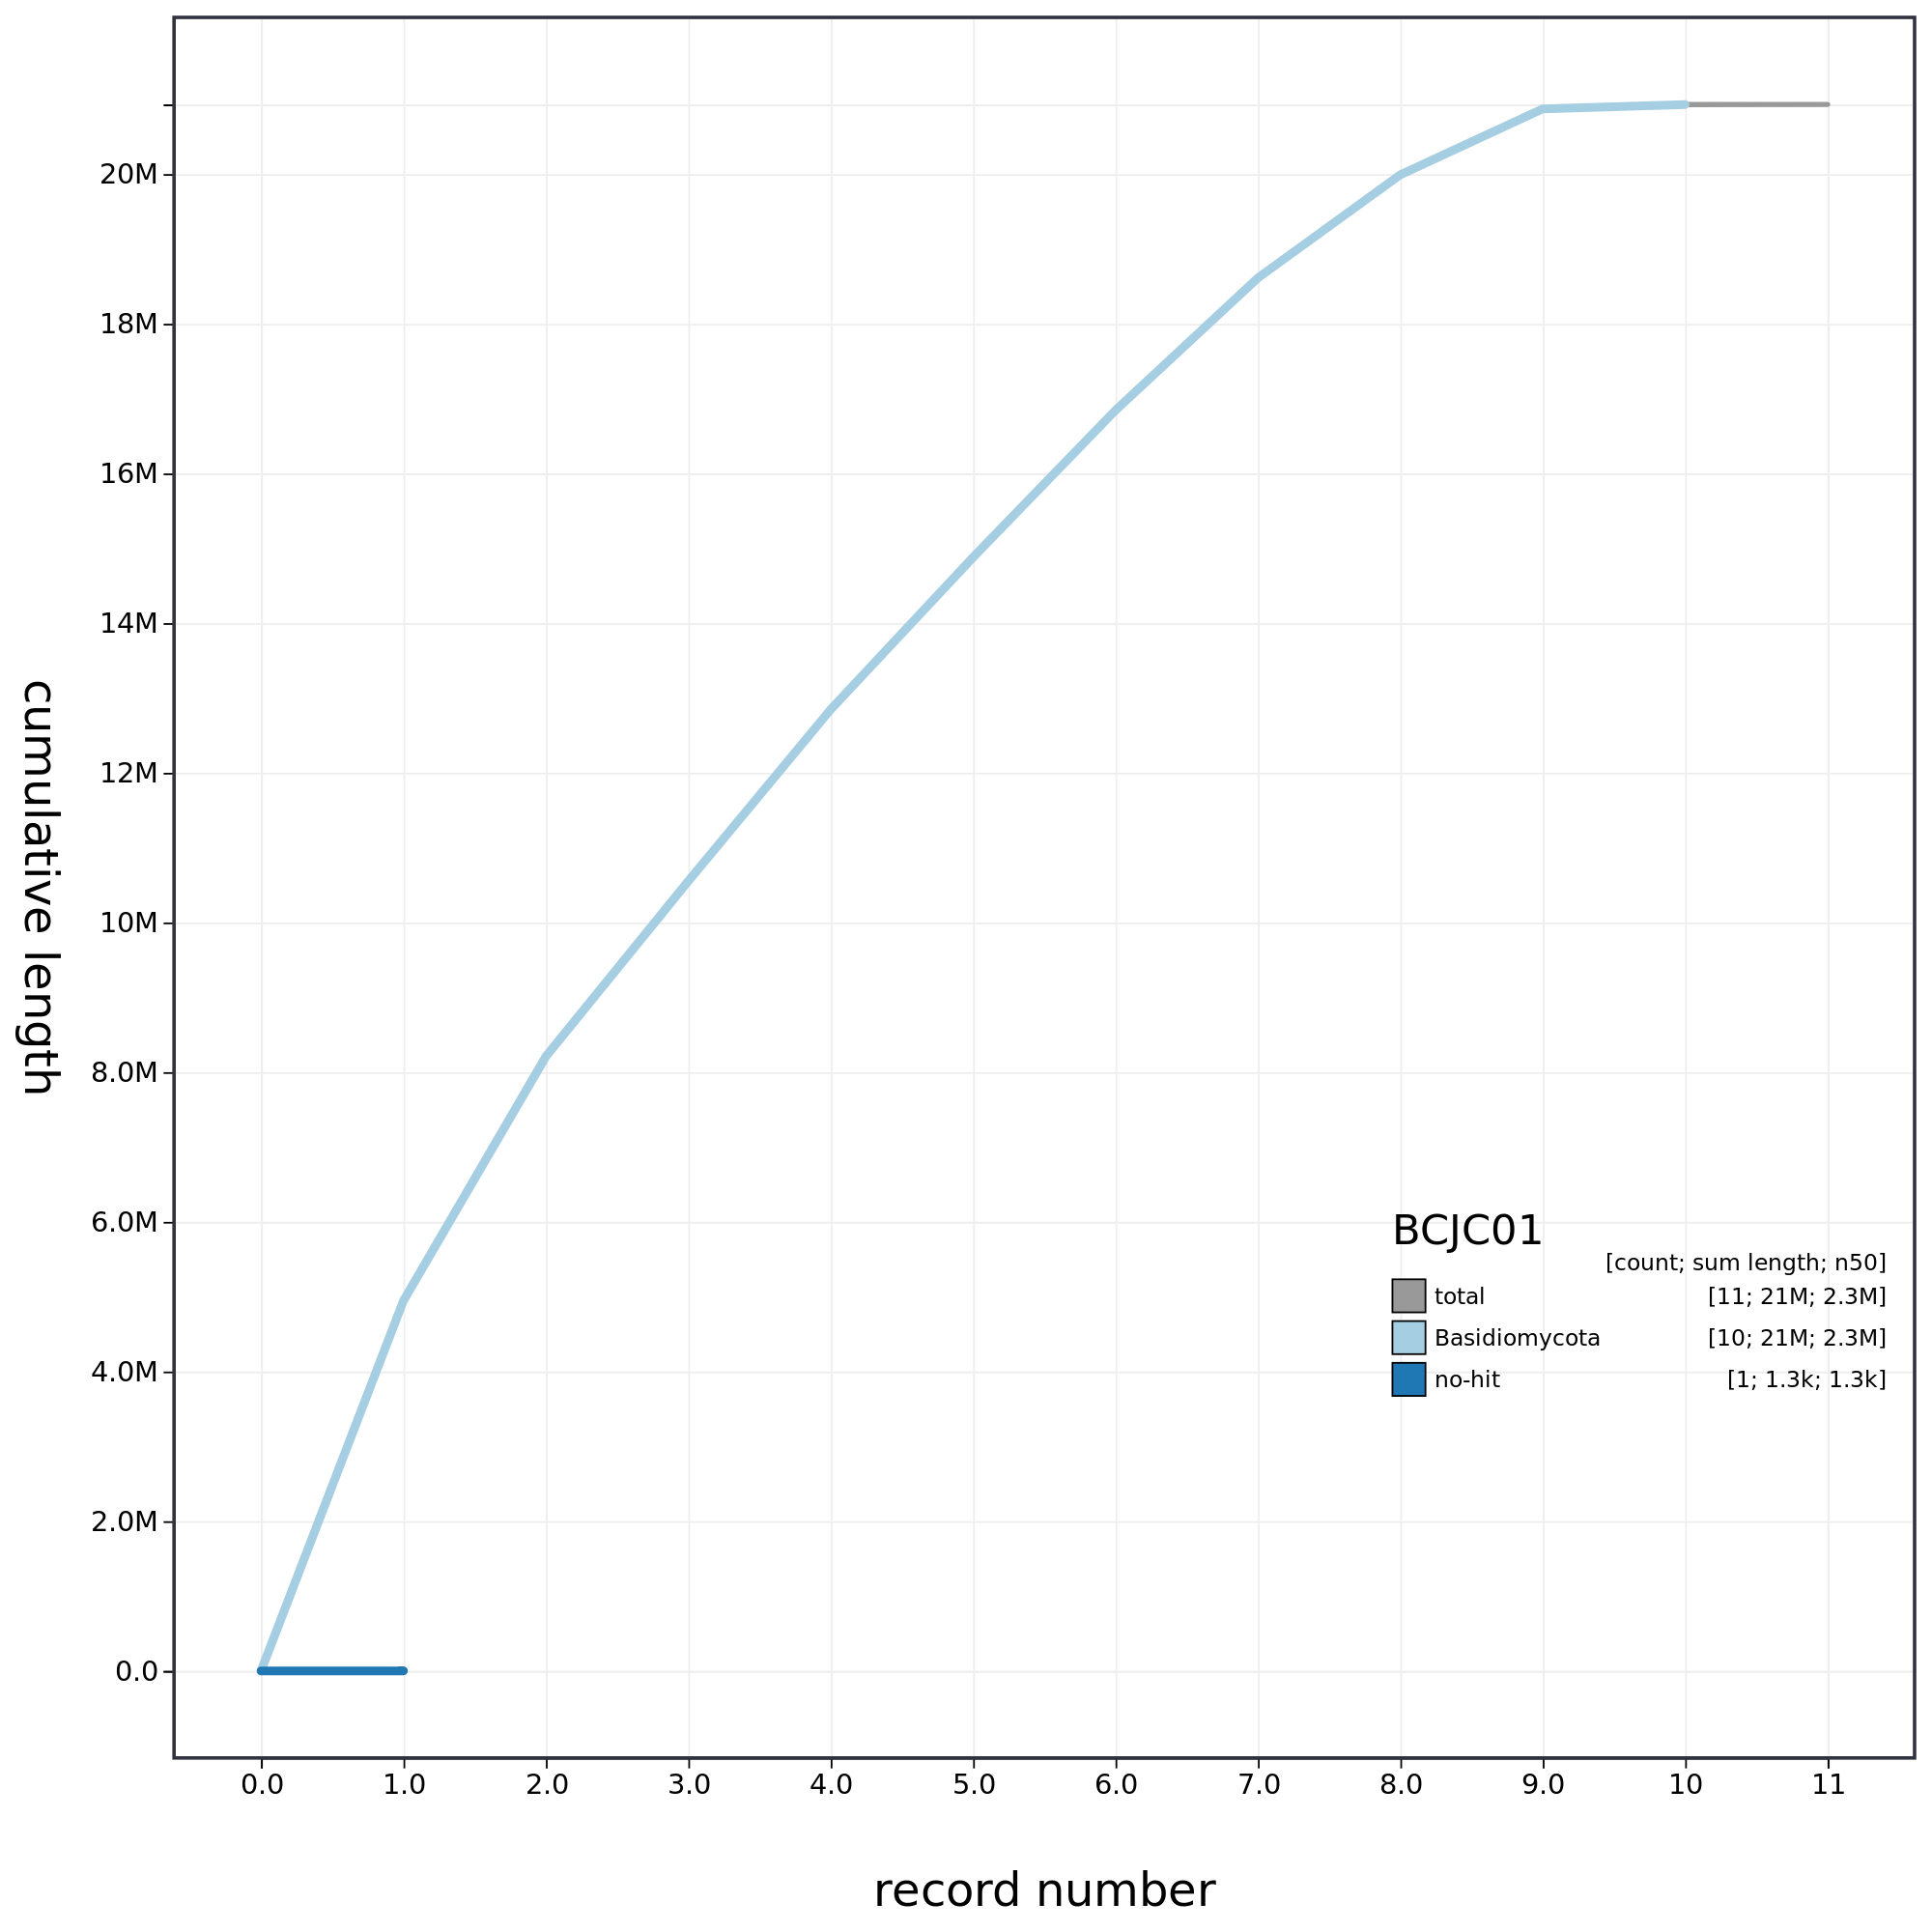 cumulative length
20M
18M
16M
14M
12M
10M
8.0M
6.0M
4.0M
2.0M
0.0
BCJC01
[count; sum length; n50]
total [11; 21M; 2.3M]
Basidiomycota [10; 21M; 2.3M]
no-hit [1; 1.3k; 1.3k]
0.0 1.0 2.0 3.0 4.0 5.0 6.0 7.0 8.0 9.0 10 11
record number